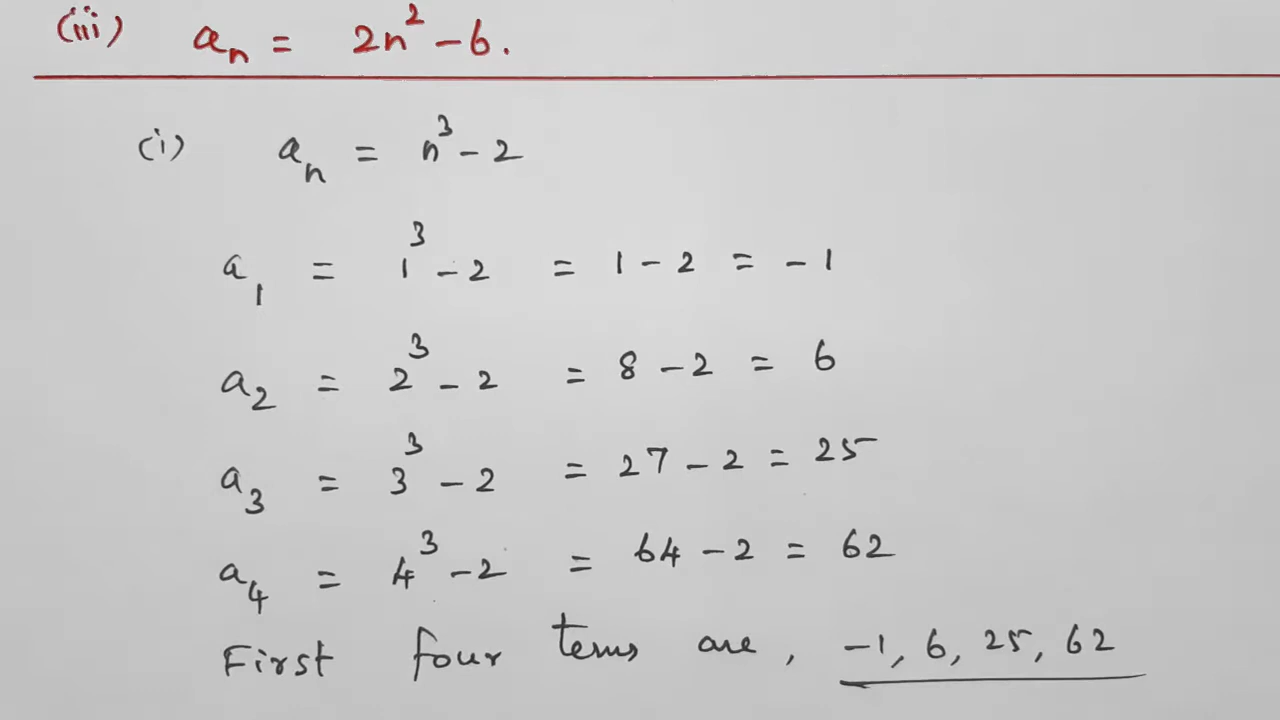 (iii) aₙ = 2n² - 6.
(i) aₙ = n³ - 2
a₁ = 1³ - 2 = 1 - 2 = -1
a₂ = 2³ - 2 = 8 - 2 = 6
a₃ = 3³ - 2 = 27 - 2 = 25
a₄ = 4³ - 2 = 64 - 2 = 62
First four terms are, -1, 6, 25, 62